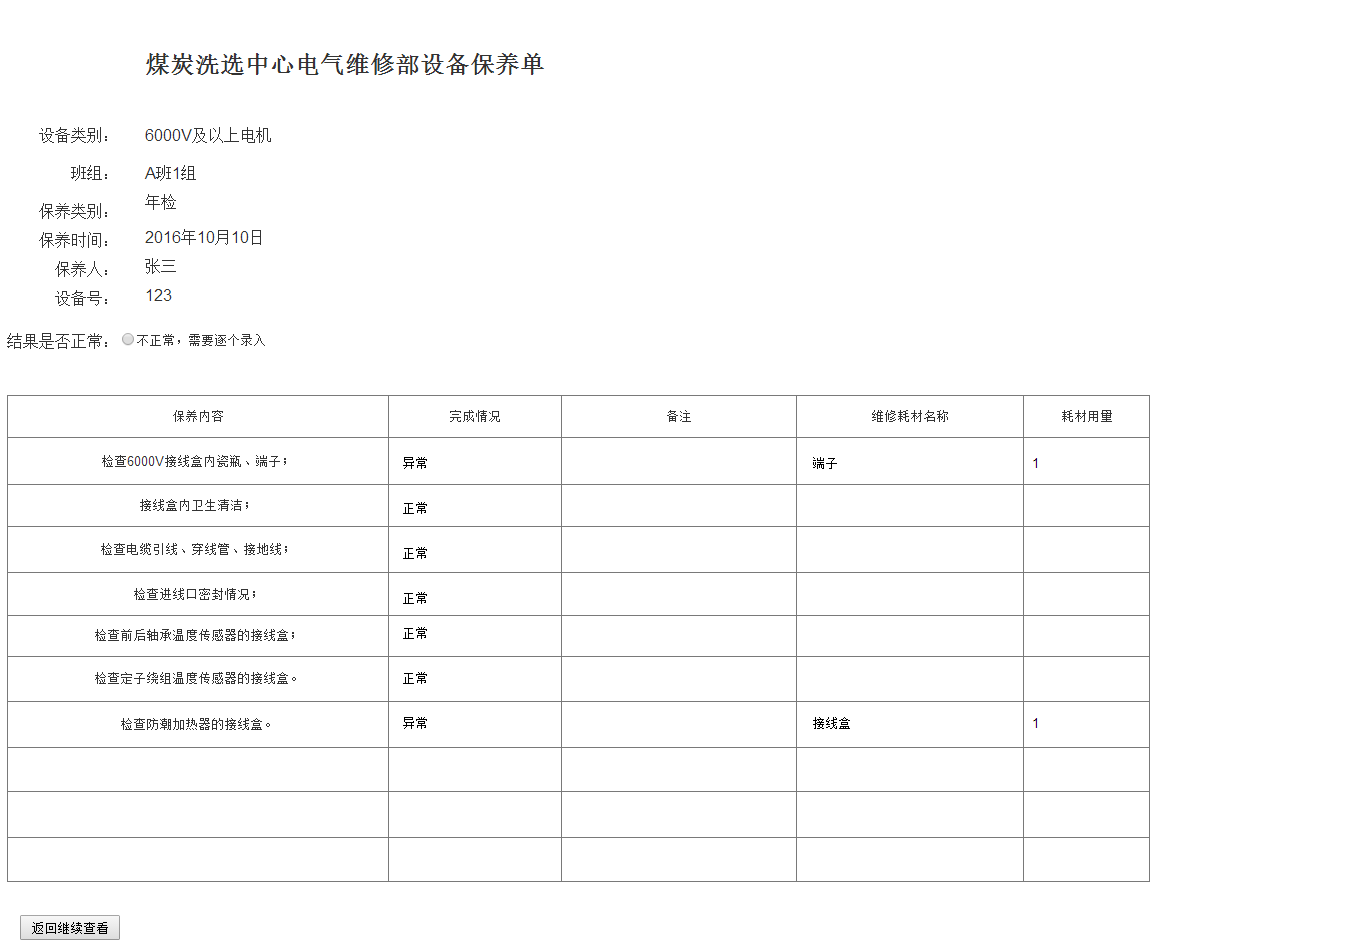 煤炭洗选中心电气维修部设备保养单
设备类别： 6000V及以上电机
班组： A班1组
保养类别： 年检
保养时间： 2016年10月10日
保养人： 张三
设备号： 123
结果是否正常： 不正常，需要逐个录入
保养内容 完成情况 备注 维修耗材名称 耗材用量
检查6000V接线盒内瓷瓶、端子； 异常 端子 1
接线盒内卫生清洁； 正常
检查电缆引线、穿线管、接地线； 正常
检查进线口密封情况； 正常
检查前后轴承温度传感器的接线盒； 正常
检查定子绕组温度传感器的接线盒。 正常
检查防潮加热器的接线盒。 异常 接线盒 1
返回继续查看